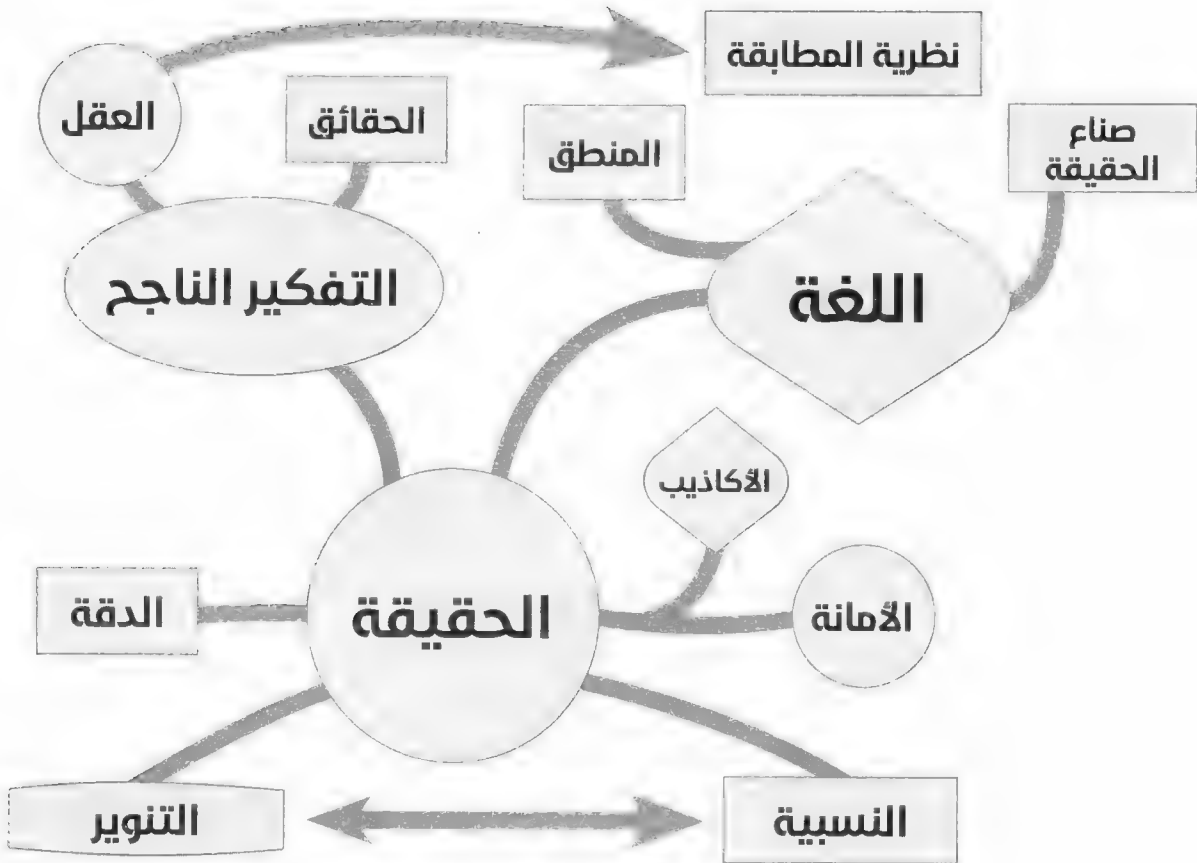 نظرية المطابقة
العقل
الحقائق
المنطق
صناع
الحقيقة
التفكير الناجح
اللغة
الأكاذيب
الدقة
الحقيقة
الأمانة
التنوير
النسبية